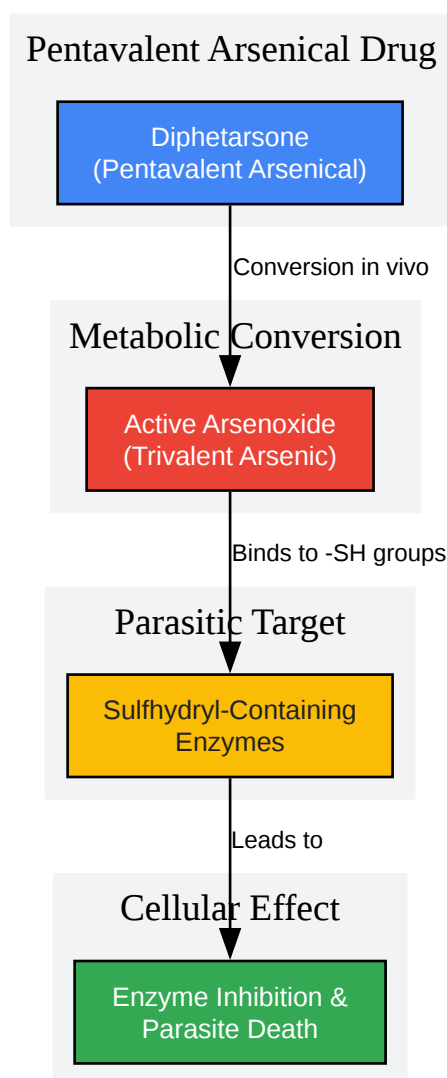 Pentavalent Arsenical Drug
Diphetarsone
(Pentavalent Arsenical)
Conversion in vivo
Metabolic Conversion
Active Arsenoxide
(Trivalent Arsenic)
Binds to -SH groups
Parasitic Target
Sulfhydryl-Containing
Enzymes
Leads to
Cellular Effect
Enzyme Inhibition &
Parasite Death